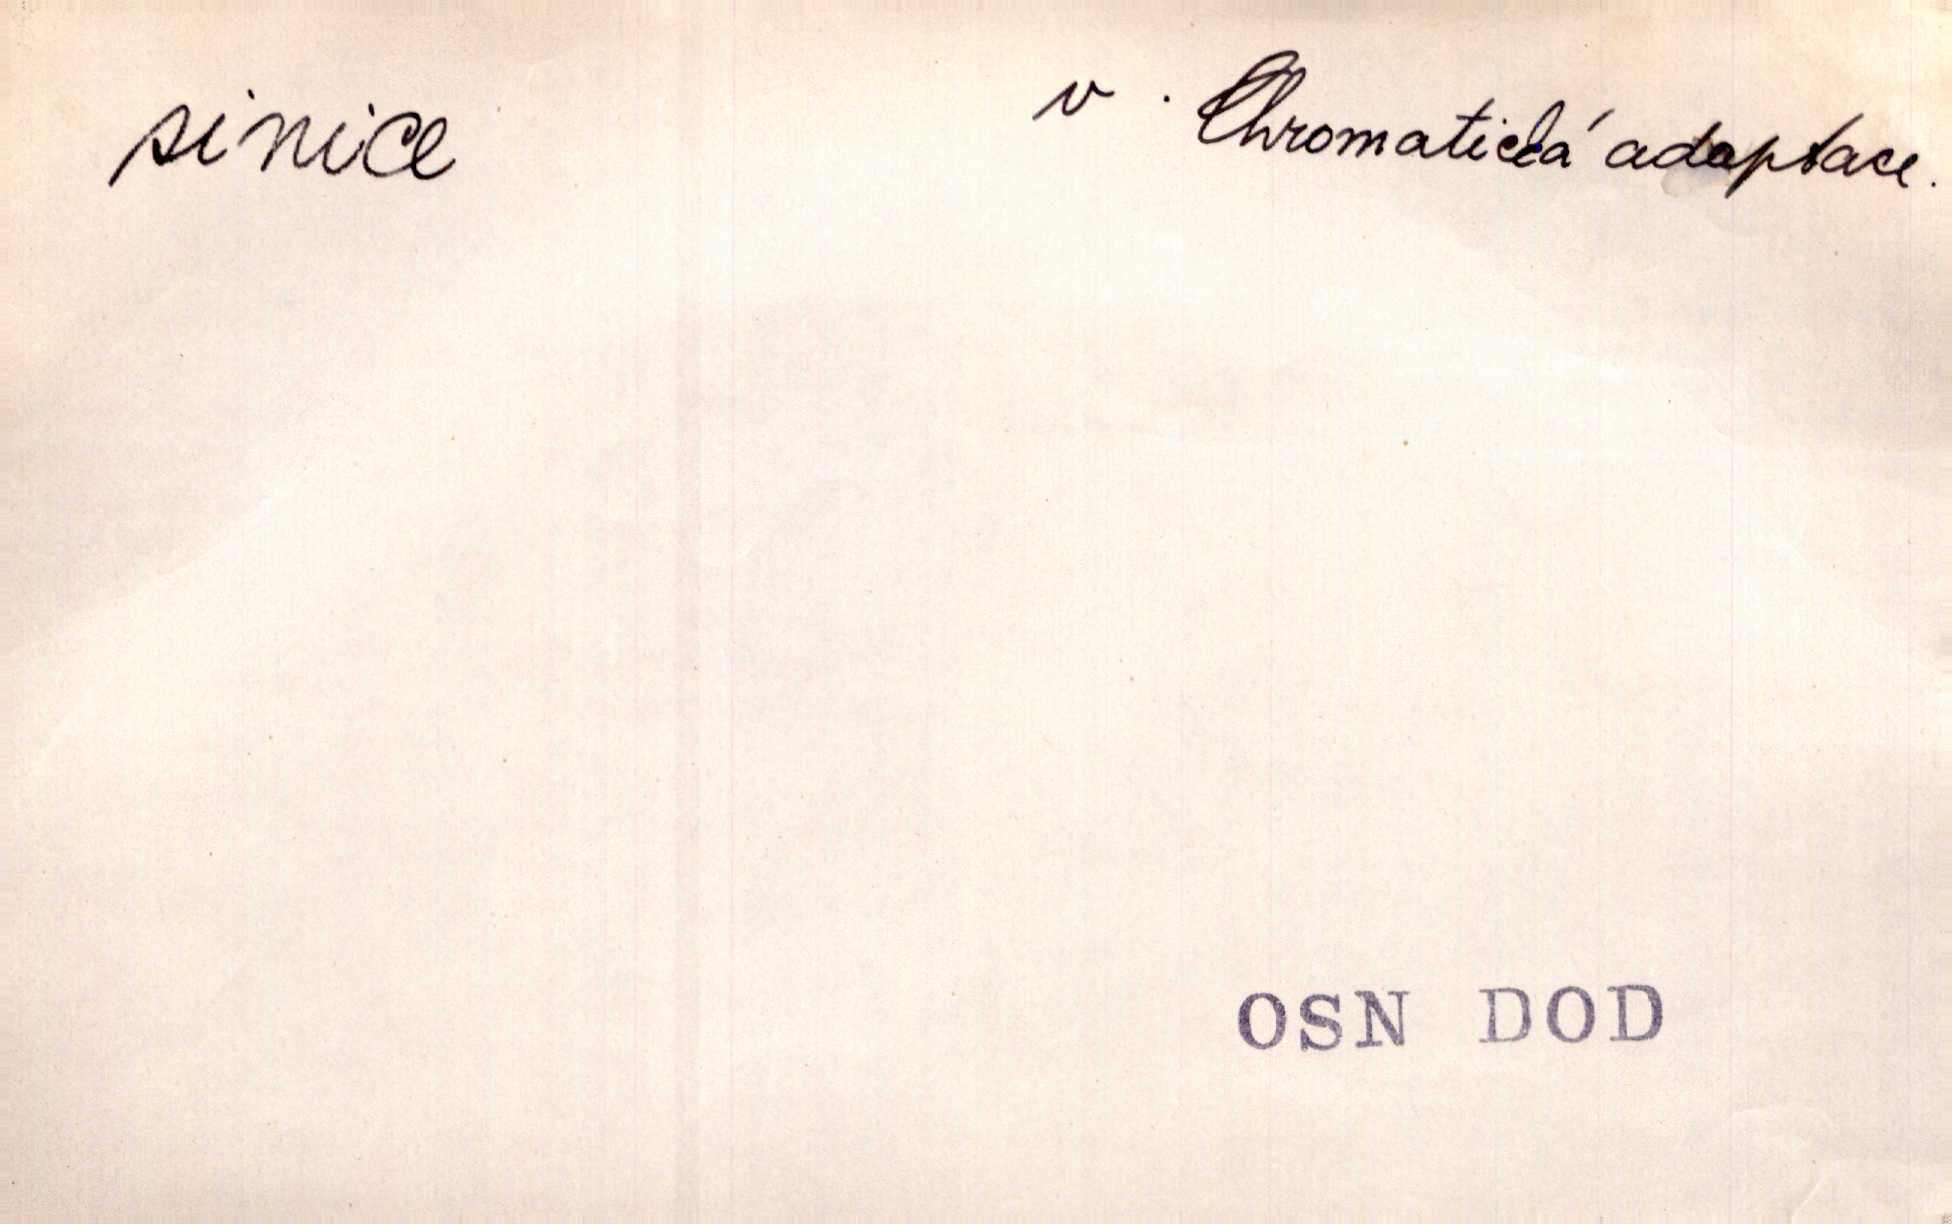 sinice
v. Chromatická adaptace.
OSN DOD